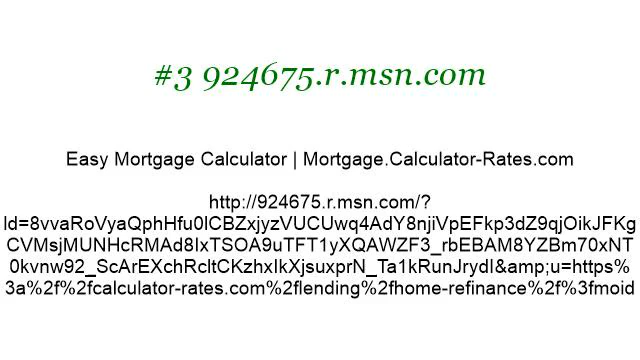 #3 924675.r.msn.com
Easy Mortgage Calculator | Mortgage.Calculator-Rates.com
http://924675.r.msn.com/?
ld=8vvaRoVyaQphHfu0lCBZxjyzVUCUwq4AdY8njiVpEFkp3dZ9qjOikJFKg
CVMsjMUNHcRMAd8IxTSOA9uTFT1yXQAWZF3_rbEBAM8YZBm70xNT
0kvnw92_ScArEXchRcltCKzhxIkXjsuxprN_Ta1kRunJrydI&amp;u=https%
3a%2f%2fcalculator-rates.com%2flending%2fhome-refinance%2f%3fmoid